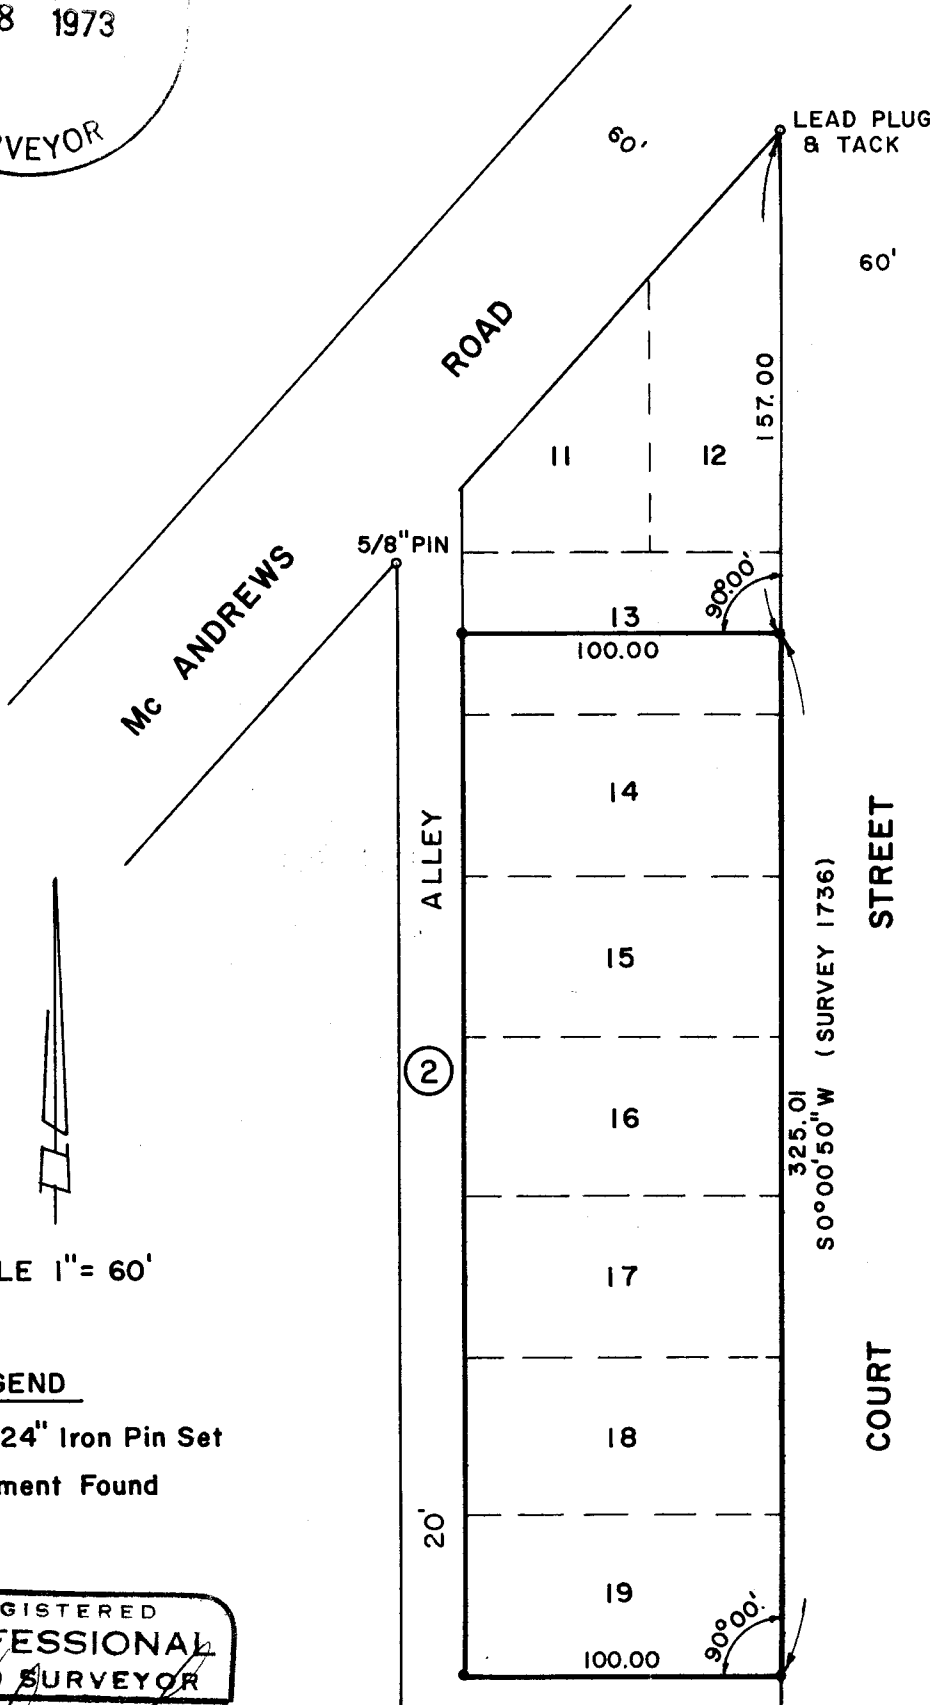 8 1973
VEYOR
LEAD PLUG
& TACK
60'
60'
ROAD
157.00
11
12
5/8" PIN
Mc ANDREWS
90°00'
13
100.00
14
ALLEY
STREET
15
325.01
S0°00'50"W (SURVEY 1736)
2
16
17
LE 1"= 60'
COURT
GEND
24" Iron Pin Set
ment Found
18
20'
19
90°00'
100.00
GISTERED
FESSIONAL
SURVEYOR